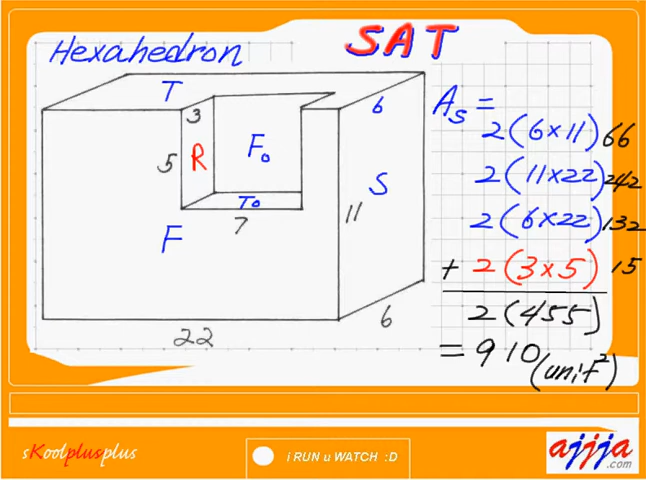 Hexahedron
SAT
T
3
6
As =
2(6x11) 66
5
R
Fo
2(11x22) 242
S
To
7
11
2(6x22) 132
F
+ 2(3x5) 15
2(455)
22
6
= 910 (unit²)
sKoolplusplus
i RUN u WATCH :D
ajjja
.com